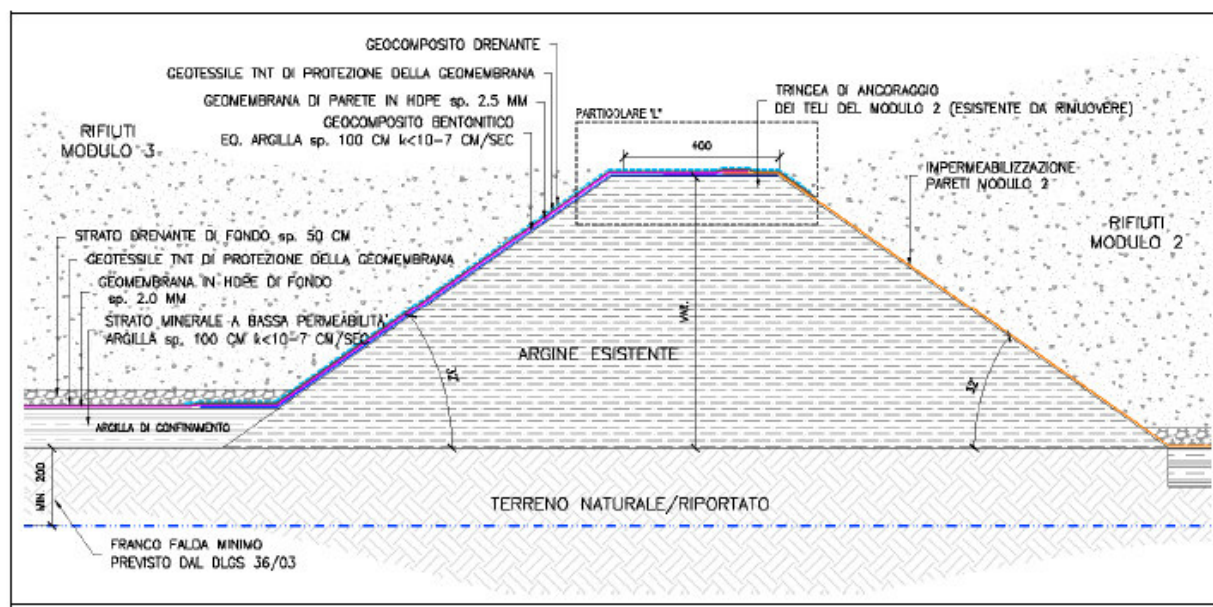 GEOCOMPOSITO DRENANTE
GEOTESSILE TNT DI PROTEZIONE DELLA GEOMEMBRANA
GEOMEMBRANA DI PARETE IN HDPE sp. 2.5 MM
GEOCOMPOSITO BENTONITICO
EQ. ARGILLA sp. 100 CM k<10-7 CM/SEC
RIFIUTI
MODULO 3
PARTICOLARE "L"
TRINCEA DI ANCORAGGIO
DEI TELI DEL MODULO 2 (ESISTENTE DA RIMUOVERE)
400
IMPERMEABILIZZAZIONE
PARETI MODULO 2
RIFIUTI
MODULO 2
STRATO DRENANTE DI FONDO sp. 50 CM
GEOTESSILE TNT DI PROTEZIONE DELLA GEOMEMBRANA
GEOMEMBRANA IN HDPE DI FONDO
sp. 2.0 MM
STRATO MINERALE A BASSA PERMEABILITA'
ARGILLA sp. 100 CM k<10-7 CM/SEC
VAR.
ARGINE ESISTENTE
32°
32°
ARGILLA DI CONFINAMENTO
MIN 200
TERRENO NATURALE/RIPORTATO
FRANCO FALDA MINIMO
PREVISTO DAL DLGS 36/03